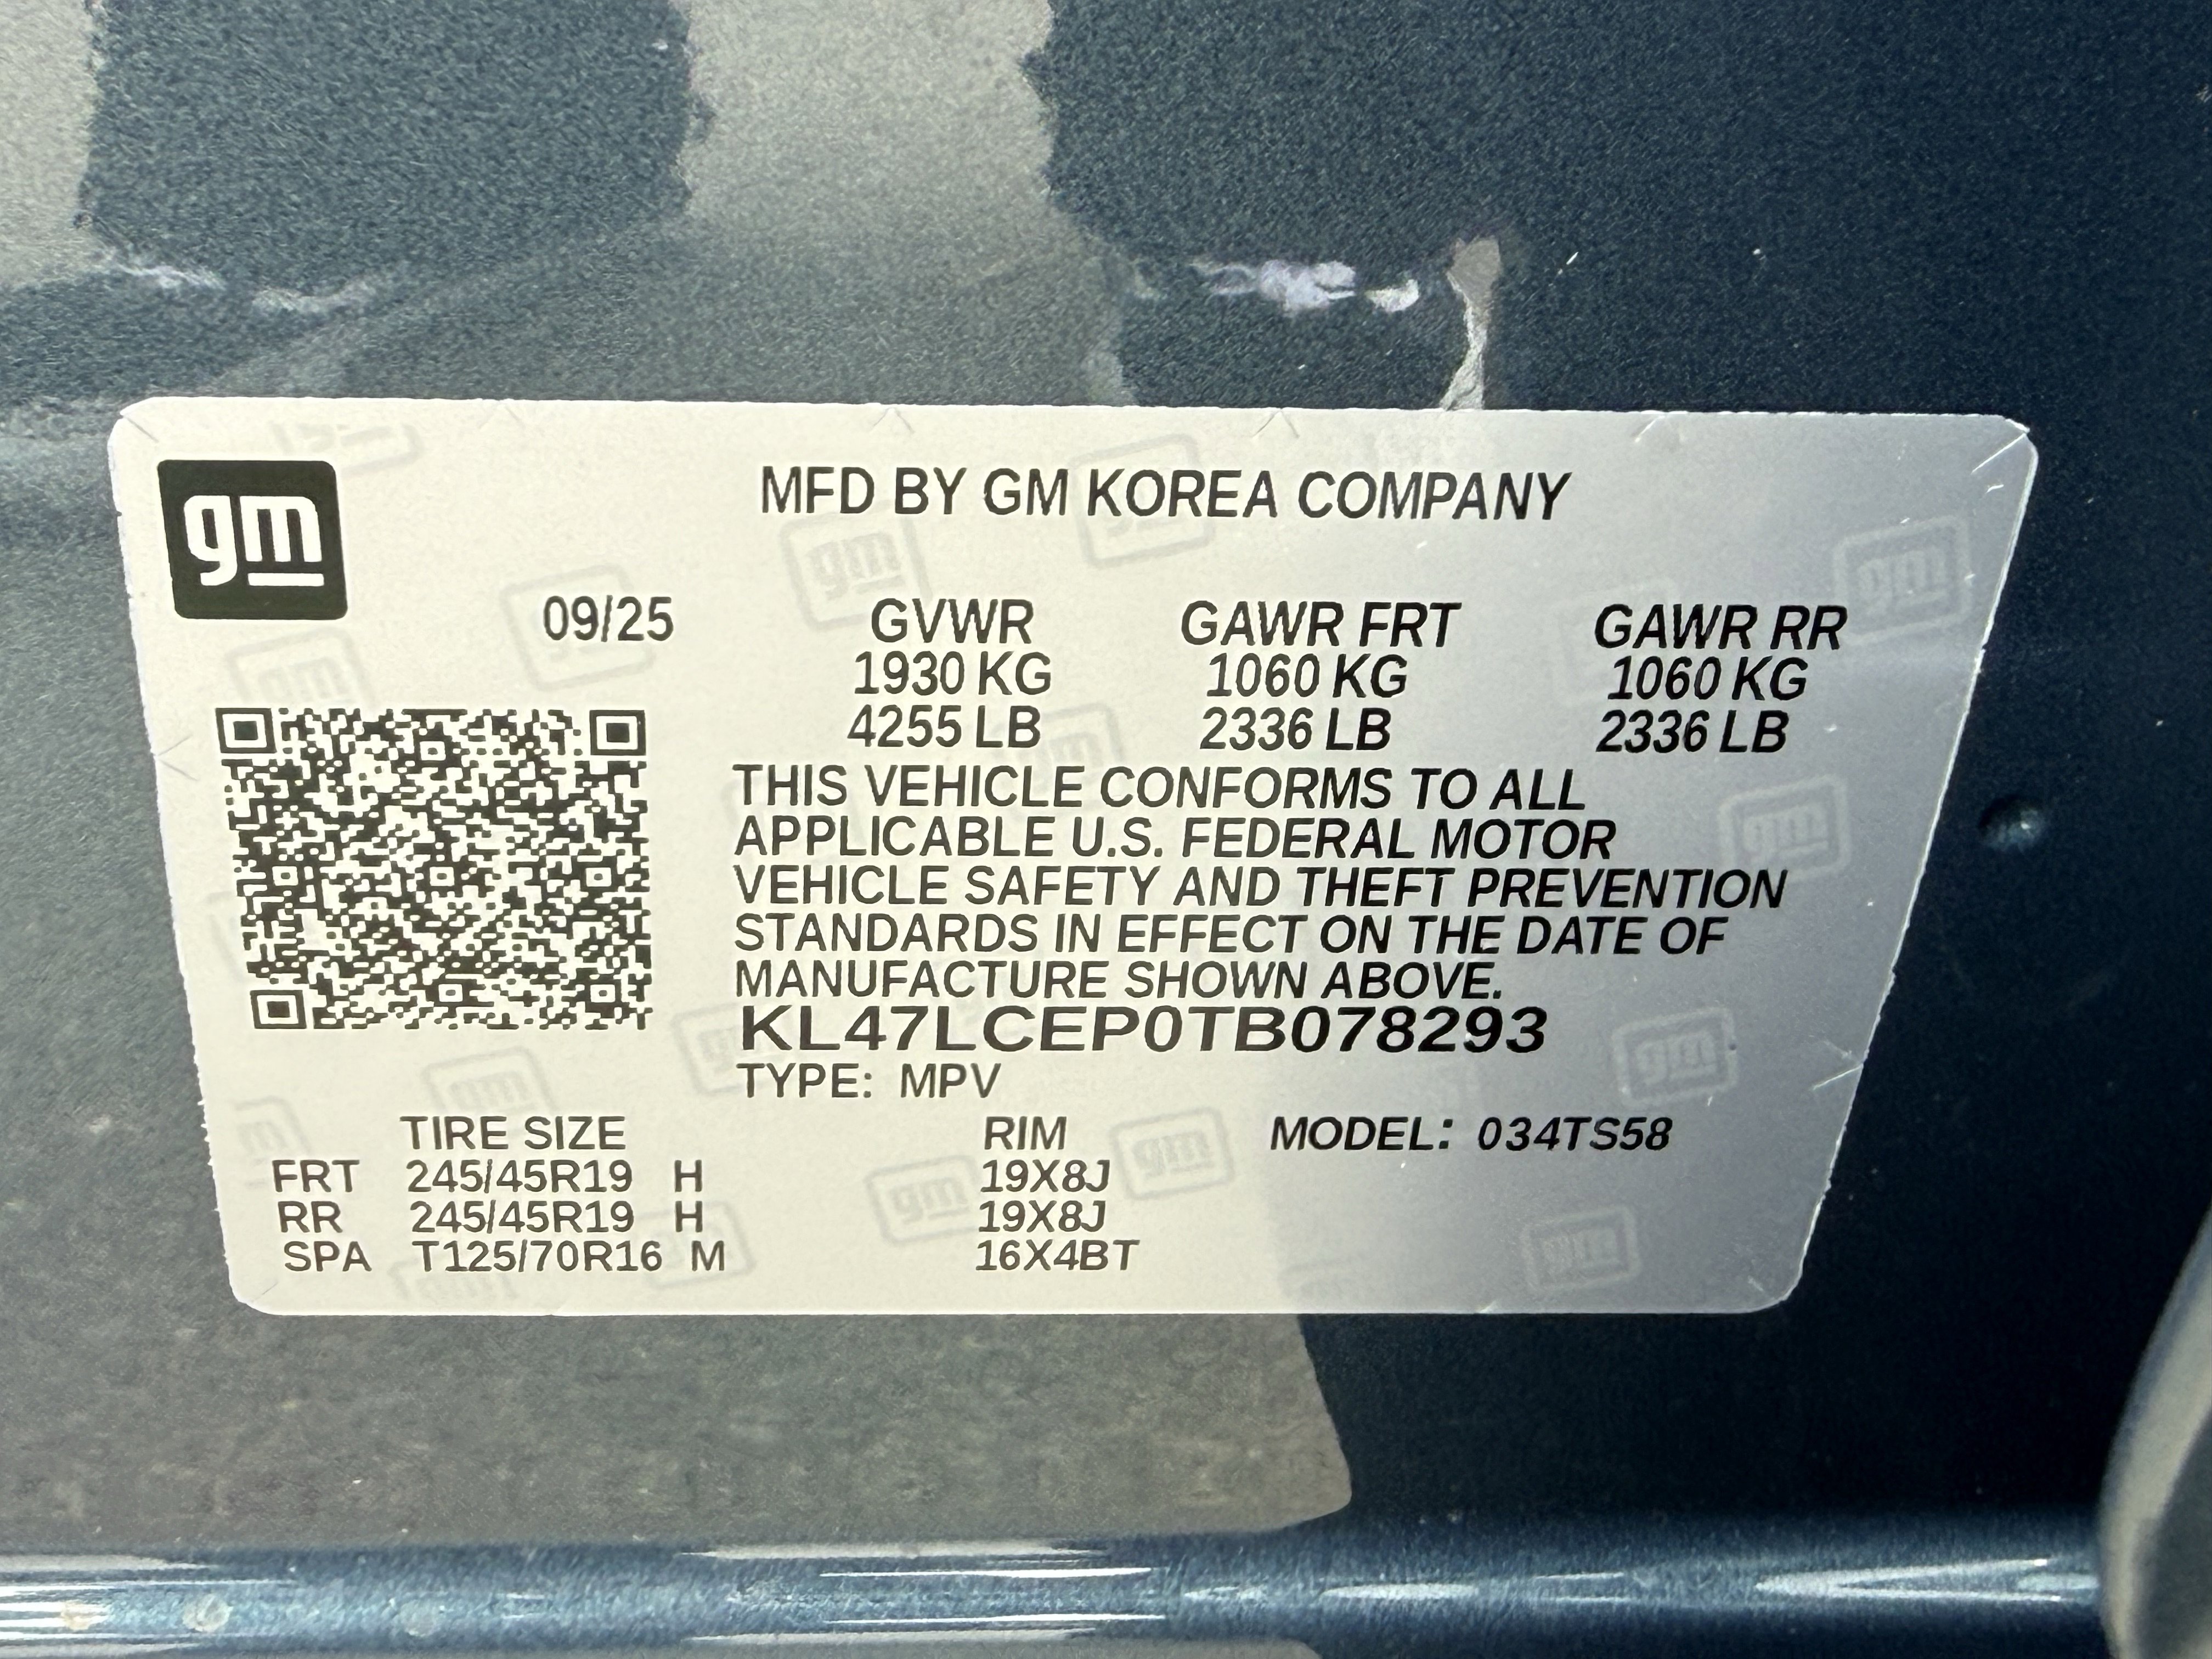 gm
MFD BY GM KOREA COMPANY
09/25
GVWR GAWR FRT GAWR RR
1930 KG 1060 KG 1060 KG
4255 LB 2336 LB 2336 LB
THIS VEHICLE CONFORMS TO ALL
APPLICABLE U.S. FEDERAL MOTOR
VEHICLE SAFETY AND THEFT PREVENTION
STANDARDS IN EFFECT ON THE DATE OF
MANUFACTURE SHOWN ABOVE.
KL47LCEP0TB078293
TYPE: MPV
TIRE SIZE RIM MODEL: 034TS58
FRT 245/45R19 H 19X8J
RR 245/45R19 H 19X8J
SPA T125/70R16 M 16X4BT